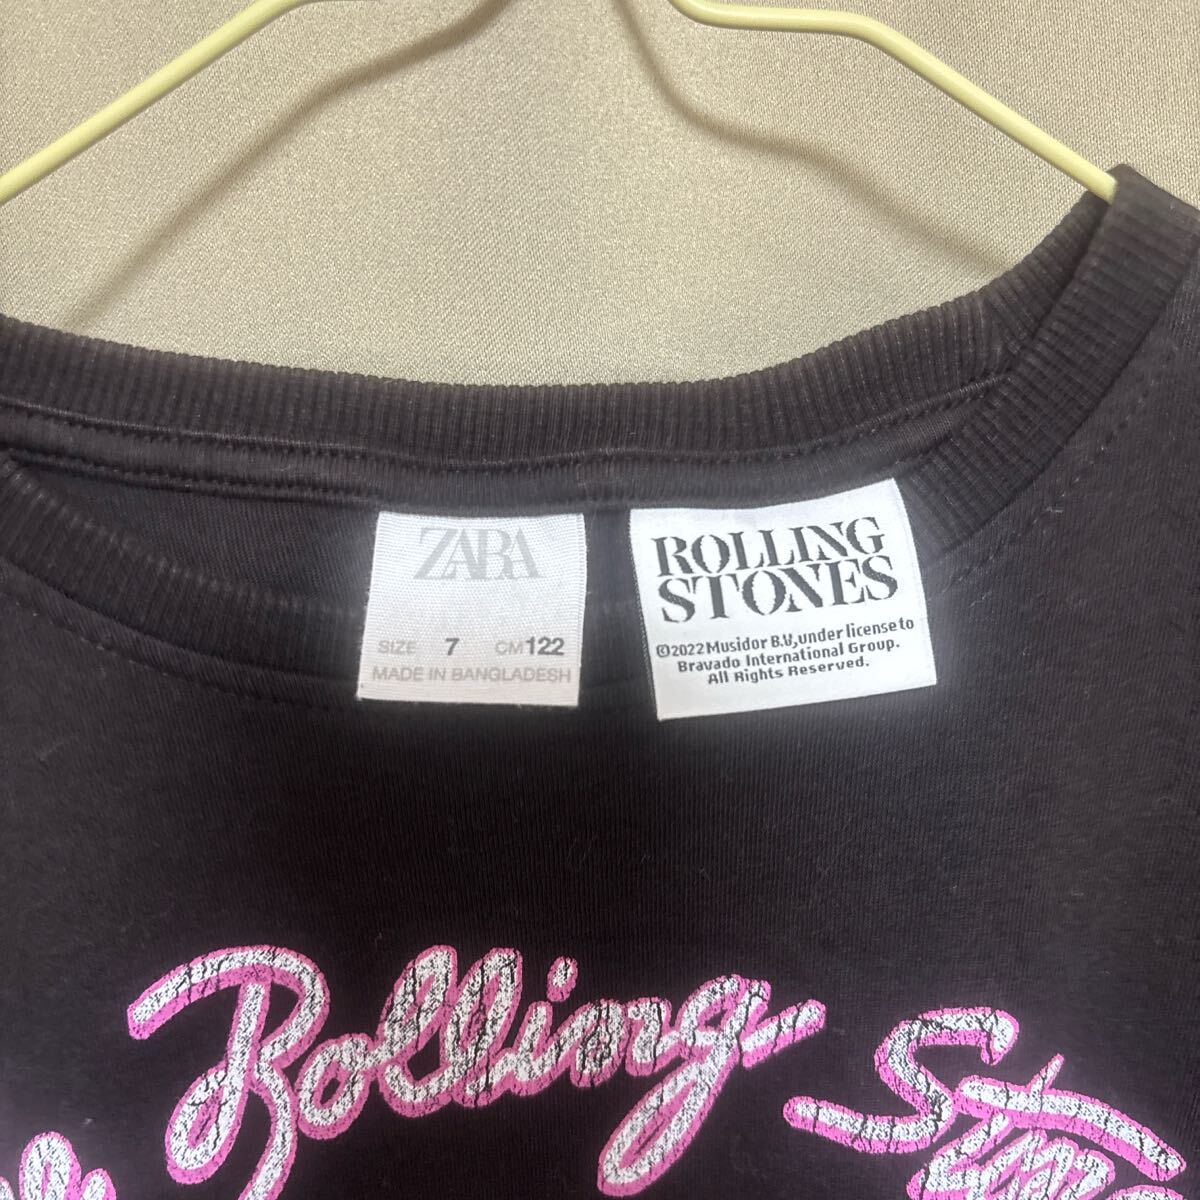 ZARA
SIZE 7 CM 122
MADE IN BANGLADESH
ROLLING
STONES
©2022 Musidor B.V, under license to
Bravado International Group.
All Rights Reserved.
Rolling